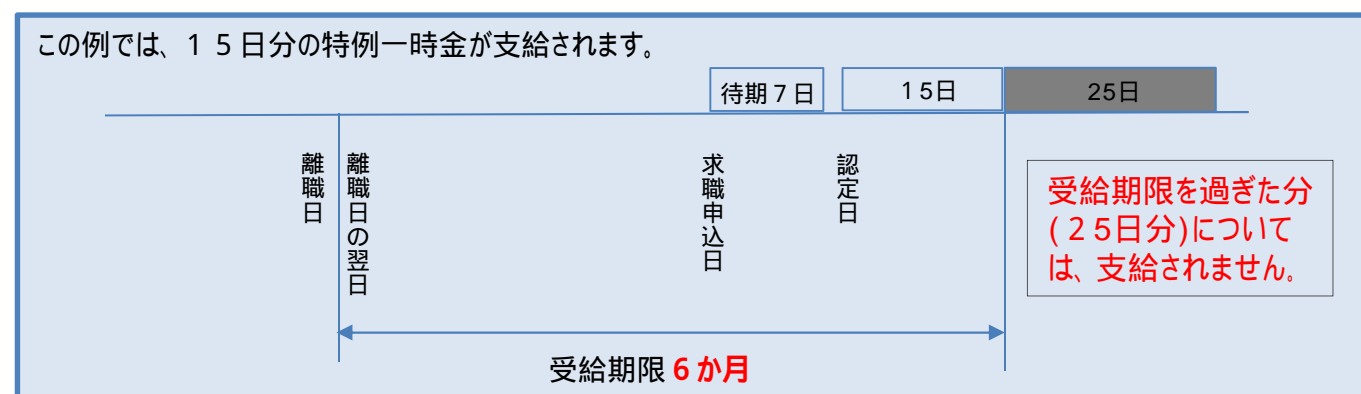 この例では、１５日分の特例一時金が支給されます。
待期７日
１５日
25日
離職日
離職日の翌日
求職申込日
認定日
受給期限を過ぎた分
(２５日分)について
は、支給されません。
受給期限６か月